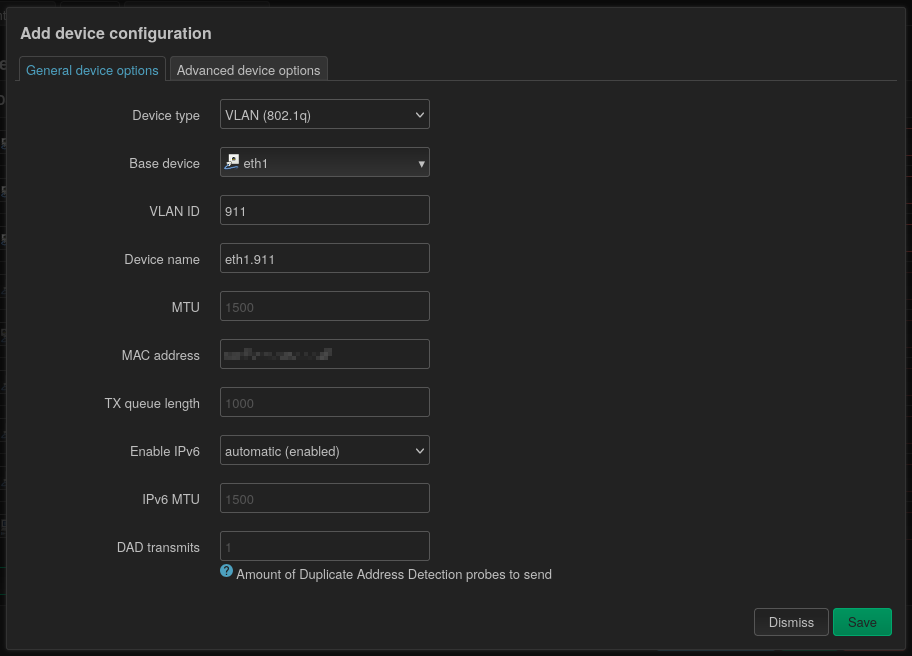 Add device configuration
General device options
Advanced device options
Device type
VLAN (802.1q)
Base device
eth1
VLAN ID
911
Device name
eth1.911
MTU
1500
MAC address
TX queue length
1000
Enable IPv6
automatic (enabled)
IPv6 MTU
1500
DAD transmits
1
? Amount of Duplicate Address Detection probes to send
Dismiss
Save